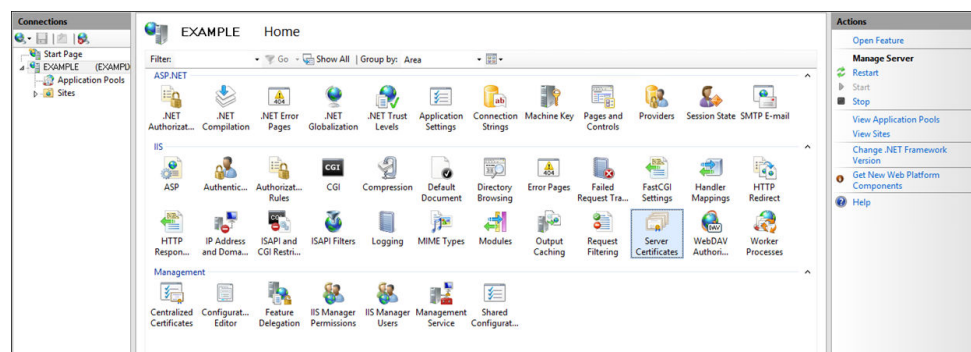 Connections
Start Page
EXAMPLE (EXAMPLE
Application Pools
Sites
EXAMPLE Home
Filter: Go Show All Group by: Area
ASP.NET
.NET Authorizat...
.NET Compilation
.NET Error Pages
.NET Globalization
.NET Trust Levels
Application Settings
Connection Strings
Machine Key
Pages and Controls
Providers
Session State
SMTP E-mail
IIS
ASP
Authentic...
Authorizat... Rules
CGI
Compression
Default Document
Directory Browsing
Error Pages
Failed Request Tra...
FastCGI Settings
Handler Mappings
HTTP Redirect
HTTP Respon...
IP Address and Doma...
ISAPI and CGI Restri...
ISAPI Filters
Logging
MIME Types
Modules
Output Caching
Request Filtering
Server Certificates
WebDAV Authori...
Worker Processes
Management
Centralized Certificates
Configurat... Editor
Feature Delegation
IIS Manager Permissions
IIS Manager Users
Management Service
Shared Configurat...
Actions
Open Feature
Manage Server
Restart
Start
Stop
View Application Pools
View Sites
Change .NET Framework
Version
Get New Web Platform
Components
Help